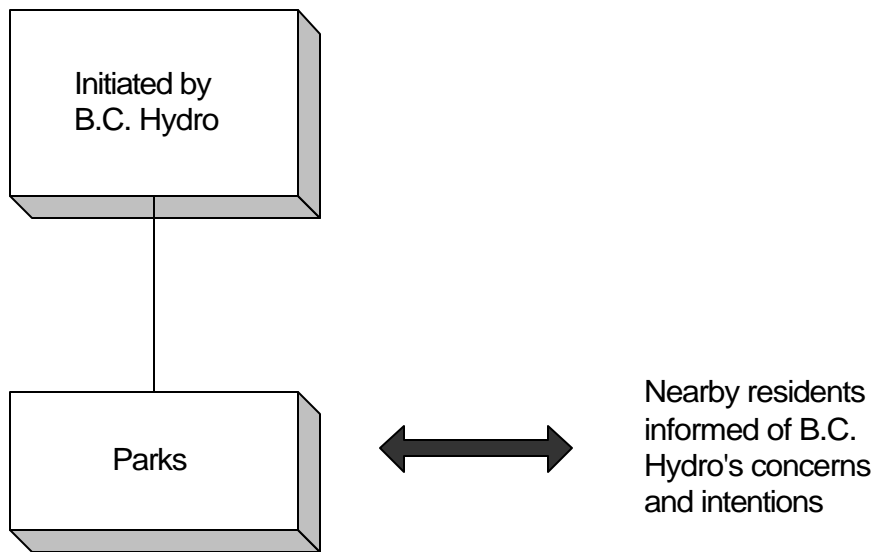 Initiated by
B.C. Hydro
Parks
Nearby residents
informed of B.C.
Hydro's concerns
and intentions